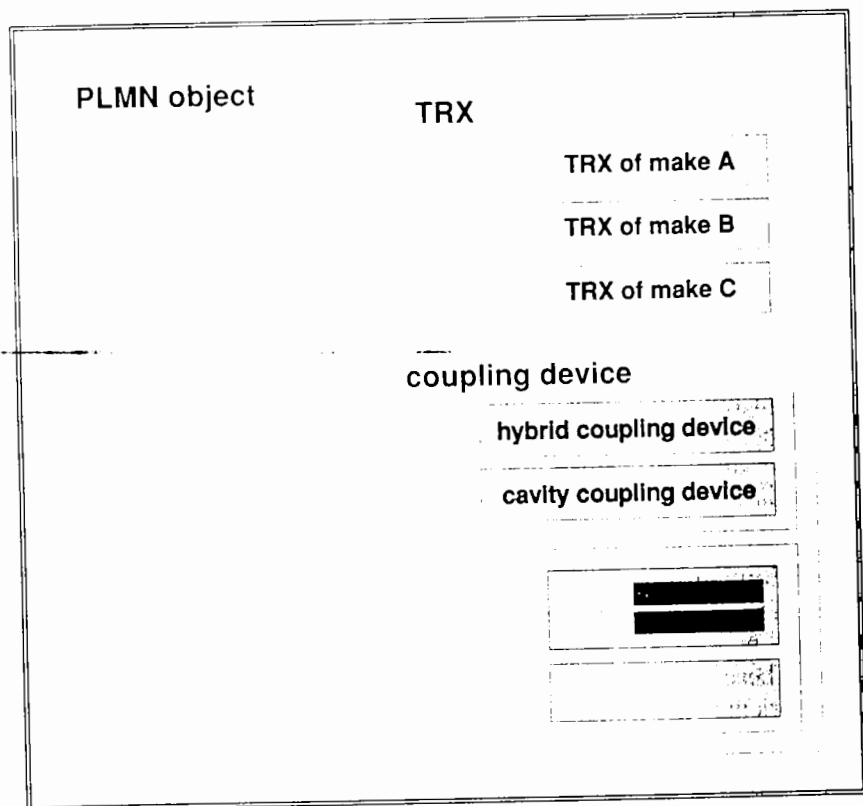 PLMN object
TRX
TRX of make A
TRX of make B
TRX of make C
coupling device
hybrid coupling device
cavity coupling device